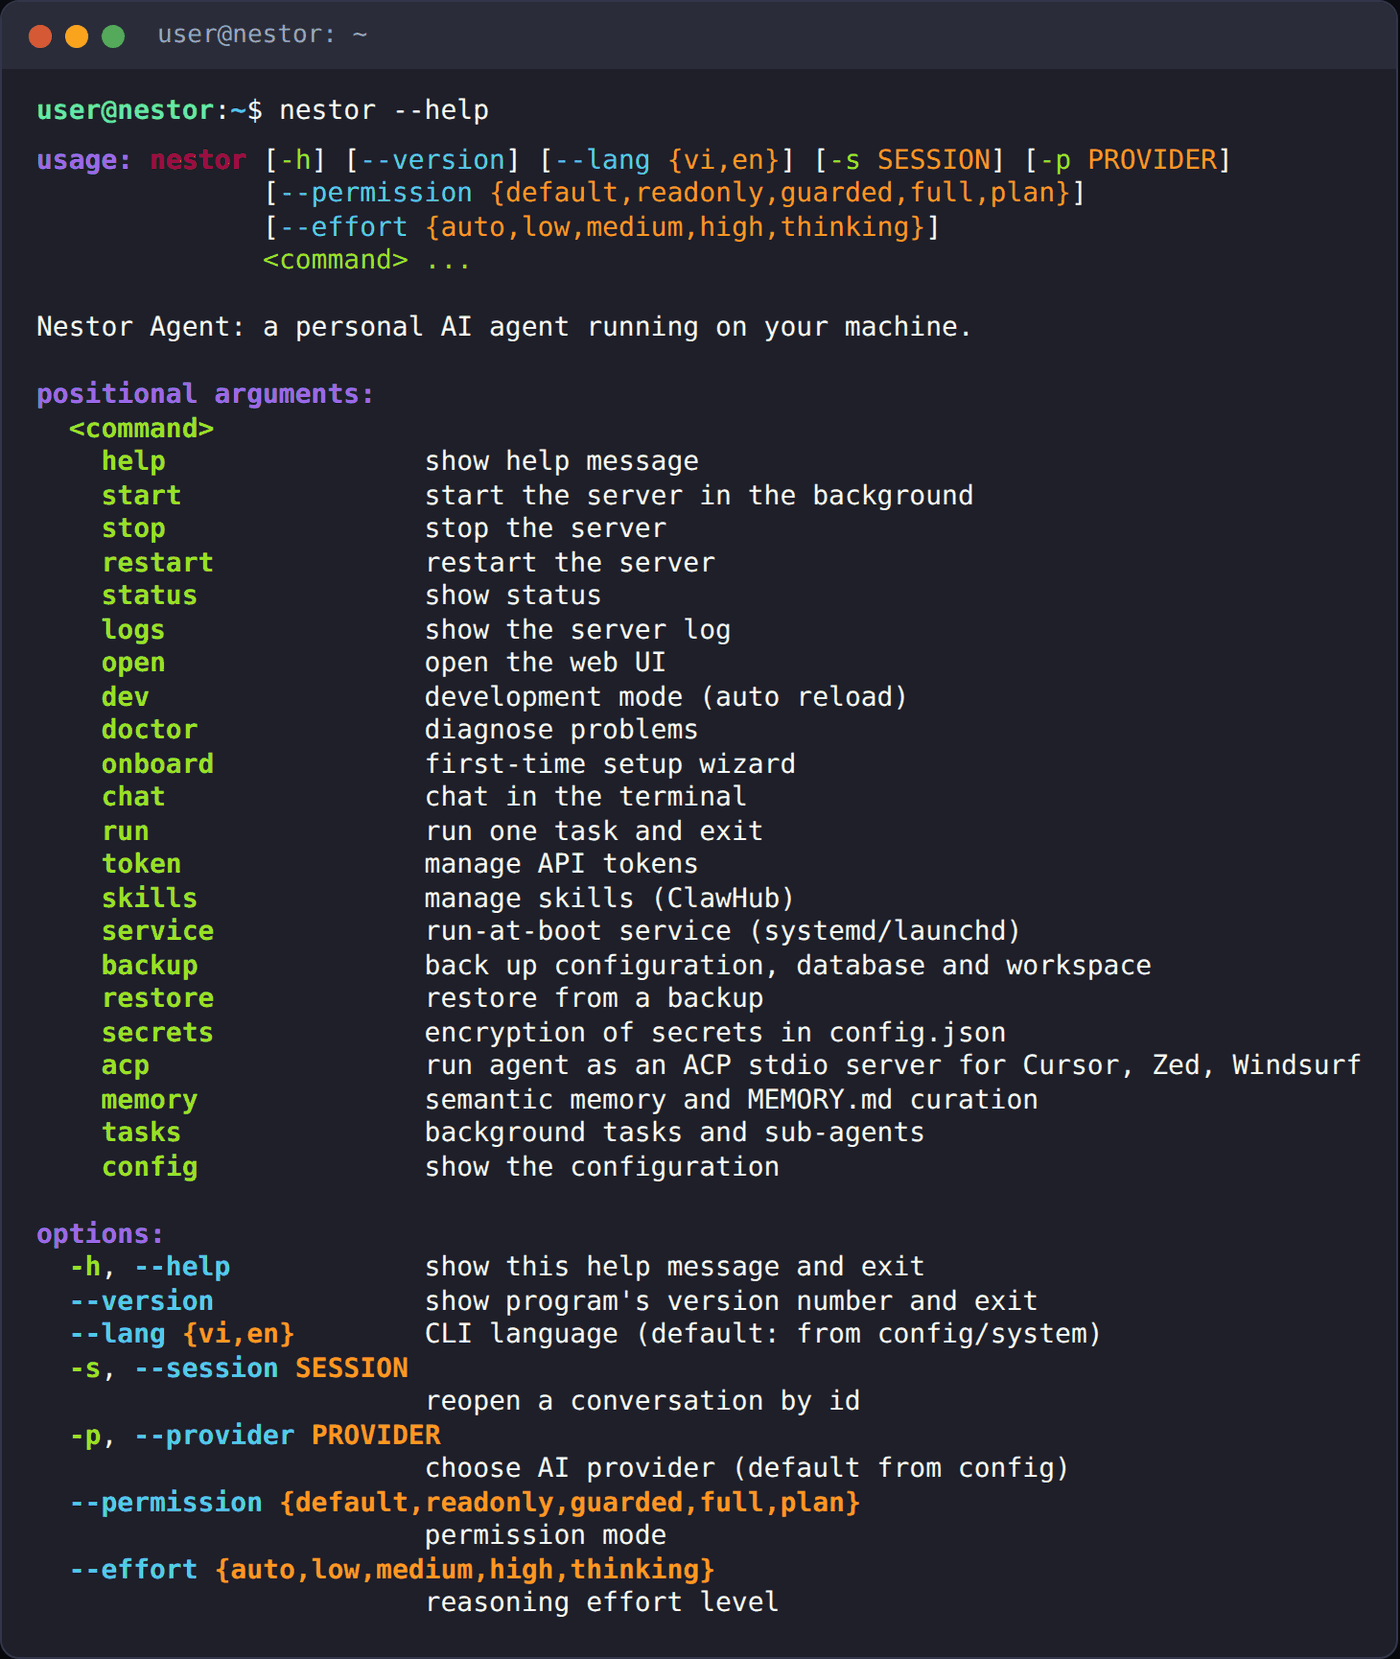 user@nestor: ~
user@nestor:~$ nestor --help
usage: nestor [-h] [--version] [--lang {vi,en}] [-s SESSION] [-p PROVIDER]
              [--permission {default,readonly,guarded,full,plan}]
              [--effort {auto,low,medium,high,thinking}]
              <command> ...

Nestor Agent: a personal AI agent running on your machine.

positional arguments:
  <command>
    help                show help message
    start               start the server in the background
    stop                stop the server
    restart             restart the server
    status              show status
    logs                show the server log
    open                open the web UI
    dev                 development mode (auto reload)
    doctor              diagnose problems
    onboard             first-time setup wizard
    chat                chat in the terminal
    run                 run one task and exit
    token               manage API tokens
    skills              manage skills (ClawHub)
    service             run-at-boot service (systemd/launchd)
    backup              back up configuration, database and workspace
    restore             restore from a backup
    secrets             encryption of secrets in config.json
    acp                 run agent as an ACP stdio server for Cursor, Zed, Windsurf
    memory              semantic memory and MEMORY.md curation
    tasks               background tasks and sub-agents
    config              show the configuration

options:
  -h, --help            show this help message and exit
  --version             show program's version number and exit
  --lang {vi,en}        CLI language (default: from config/system)
  -s, --session SESSION
                        reopen a conversation by id
  -p, --provider PROVIDER
                        choose AI provider (default from config)
  --permission {default,readonly,guarded,full,plan}
                        permission mode
  --effort {auto,low,medium,high,thinking}
                        reasoning effort level